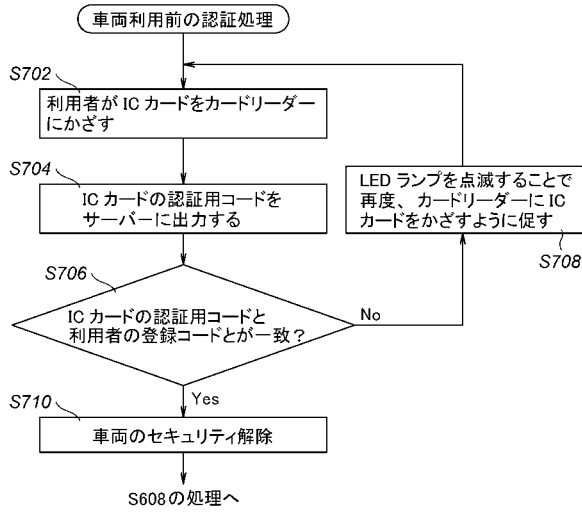 車両利用前の認証処理
S702
利用者が IC カードをカードリーダー
にかざす
S704
IC カードの認証用コードを
サーバーに出力する
LED ランプを点滅することで
再度、カードリーダーに IC
カードをかざすように促す
S708
S706
IC カードの認証用コードと
利用者の登録コードとが一致？
No
Yes
S710
車両のセキュリティ解除
S608の処理へ